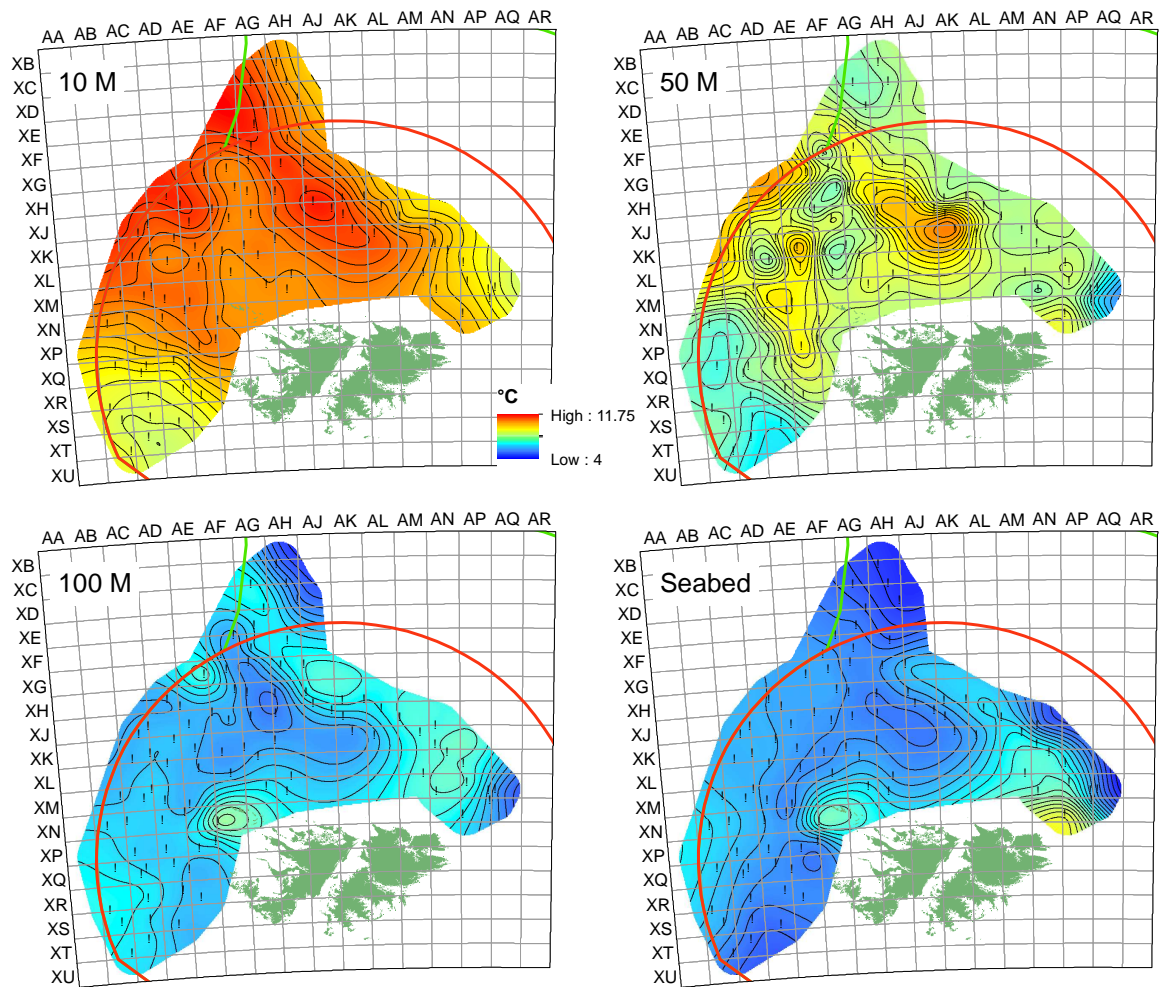 AA AB AC AD AE AF AG AH AJ AK AL AM AN AP AQ AR
XB
XC
XD
XE
XF
XG
XH
XJ
XK
XL
XM
XN
XP
XQ
XR
XS
XT
XU
10 M
AA AB AC AD AE AF AG AH AJ AK AL AM AN AP AQ AR
XB
XC
XD
XE
XF
XG
XH
XJ
XK
XL
XM
XN
XP
XQ
XR
XS
XT
XU
50 M
°C
High : 11.75
Low : 4
AA AB AC AD AE AF AG AH AJ AK AL AM AN AP AQ AR
XB
XC
XD
XE
XF
XG
XH
XJ
XK
XL
XM
XN
XP
XQ
XR
XS
XT
XU
100 M
AA AB AC AD AE AF AG AH AJ AK AL AM AN AP AQ AR
XB
XC
XD
XE
XF
XG
XH
XJ
XK
XL
XM
XN
XP
XQ
XR
XS
XT
XU
Seabed